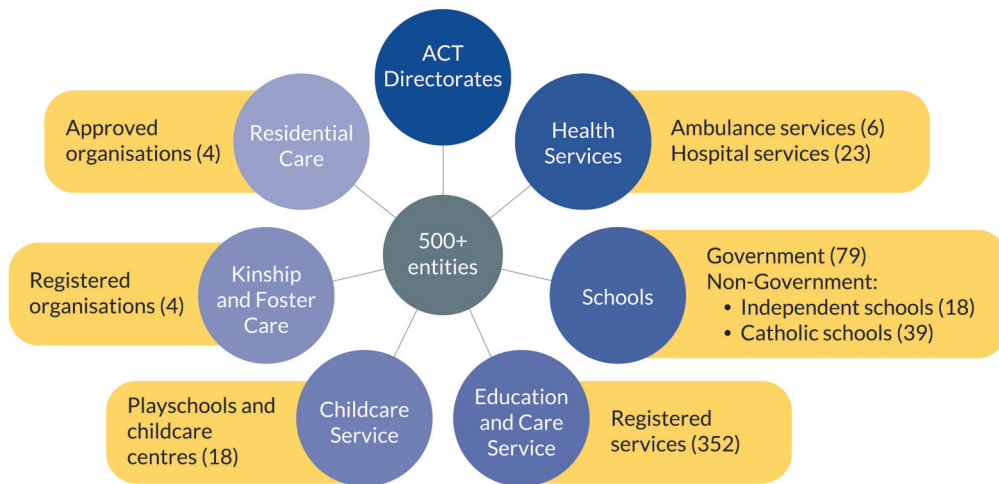 ACT
Directorates
Health
Services
Ambulance services (6)
Hospital services (23)
Schools
Government (79)
Non-Government:
• Independent schools (18)
• Catholic schools (39)
Education
and Care
Service
Registered
services (352)
Childcare
Service
Playschools and
childcare
centres (18)
Kinship
and Foster
Care
Registered
organisations (4)
Residential
Care
Approved
organisations (4)
500+
entities